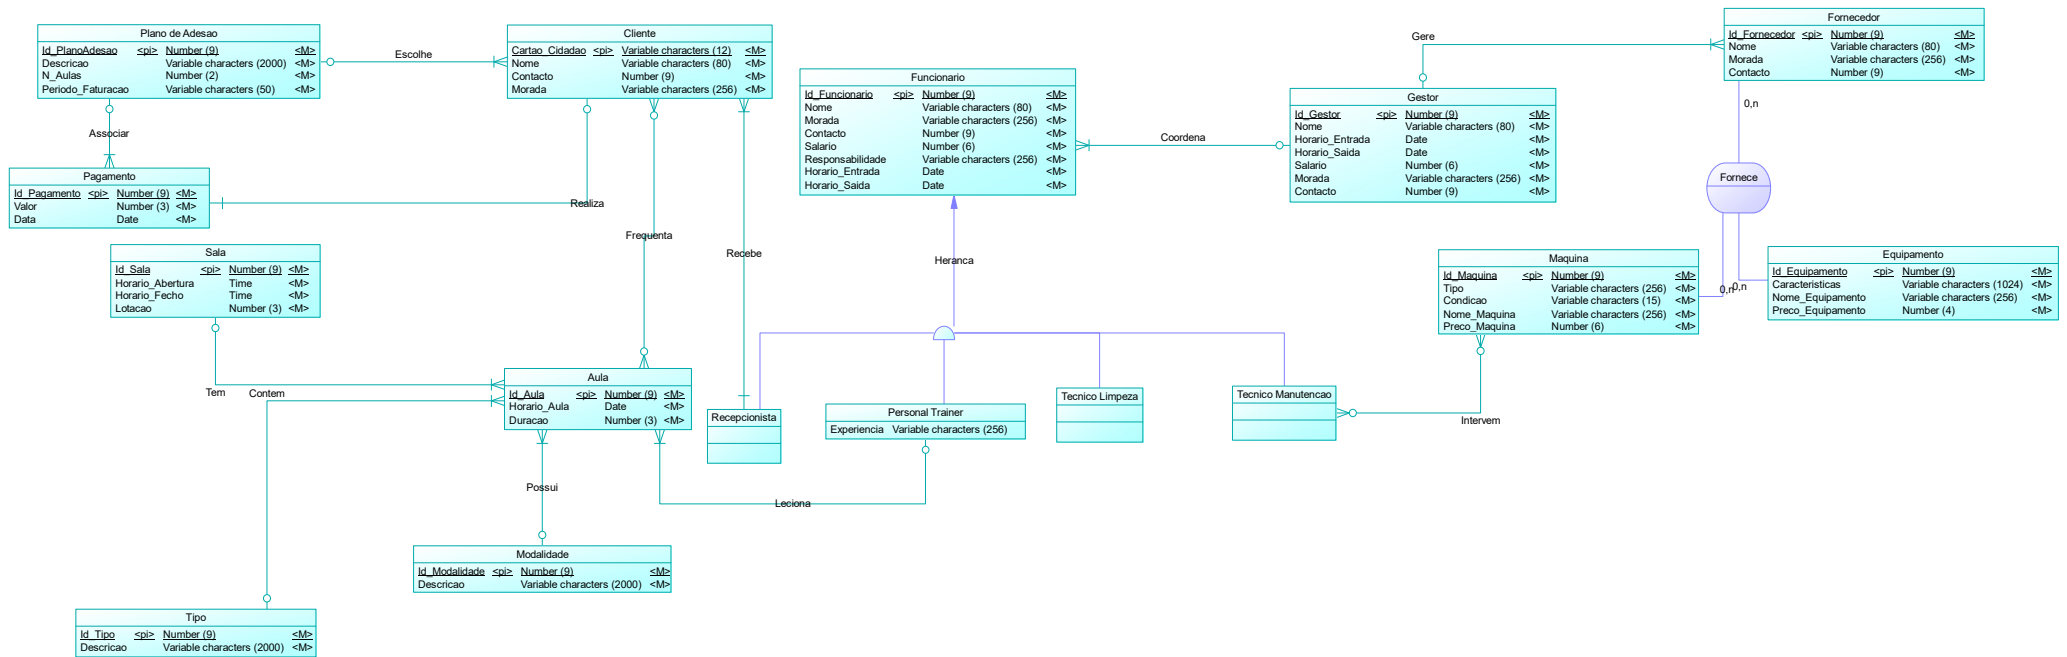 Plano de Adesao
Id_PlanoAdesao <pi> Number (9) <M>
Descricao Variable characters (2000) <M>
N_Aulas Number (2) <M>
Periodo_Faturacao Variable characters (50) <M>
Escolhe
Cliente
Cartao_Cidadao <pi> Variable characters (12) <M>
Nome Variable characters (80) <M>
Contacto Number (9) <M>
Morada Variable characters (256) <M>
Associar
Pagamento
Id_Pagamento <pi> Number (9) <M>
Valor Number (3) <M>
Data Date <M>
Realiza
Frequenta
Recebe
Funcionario
Id_Funcionario <pi> Number (9) <M>
Nome Variable characters (80) <M>
Morada Variable characters (256) <M>
Contacto Number (9) <M>
Salario Number (6) <M>
Responsabilidade Variable characters (256) <M>
Horario_Entrada Date <M>
Horario_Saida Date <M>
Coordena
Gere
Gestor
Id_Gestor <pi> Number (9) <M>
Nome Variable characters (80) <M>
Horario_Entrada Date <M>
Horario_Saida Date <M>
Salario Number (6) <M>
Morada Variable characters (256) <M>
Contacto Number (9) <M>
Fornecedor
Id_Fornecedor <pi> Number (9) <M>
Nome Variable characters (80) <M>
Morada Variable characters (256) <M>
Contacto Number (9) <M>
0,n
Fornece
0,n
0,n
Sala
Id_Sala <pi> Number (9) <M>
Horario_Abertura Time <M>
Horario_Fecho Time <M>
Lotacao Number (3) <M>
Heranca
Maquina
Id_Maquina <pi> Number (9) <M>
Tipo Variable characters (256) <M>
Condicao Variable characters (15) <M>
Nome_Maquina Variable characters (256) <M>
Preco_Maquina Number (6) <M>
Equipamento
Id_Equipamento <pi> Number (9) <M>
Caracteristicas Variable characters (1024) <M>
Nome_Equipamento Variable characters (256) <M>
Preco_Equipamento Number (4) <M>
Tem
Contem
Aula
Id_Aula <pi> Number (9) <M>
Horario_Aula Date <M>
Duracao Number (3) <M>
Recepcionista
Personal Trainer
Experiencia Variable characters (256)
Tecnico Limpeza
Tecnico Manutencao
Intervem
Possui
Leciona
Modalidade
Id_Modalidade <pi> Number (9) <M>
Descricao Variable characters (2000) <M>
Tipo
Id_Tipo <pi> Number (9) <M>
Descricao Variable characters (2000) <M>